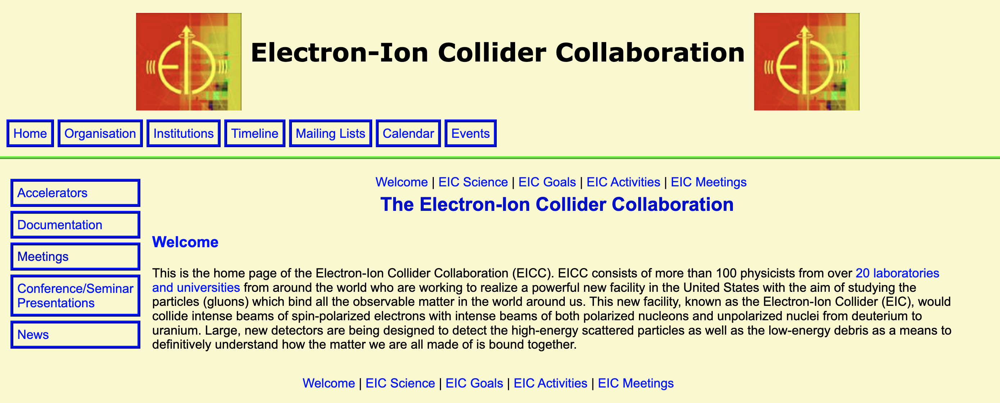 Electron-Ion Collider Collaboration
Home Organisation Institutions Timeline Mailing Lists Calendar Events
Accelerators
Documentation
Meetings
Conference/Seminar
Presentations
News
Welcome | EIC Science | EIC Goals | EIC Activities | EIC Meetings
The Electron-Ion Collider Collaboration
Welcome
This is the home page of the Electron-Ion Collider Collaboration (EICC). EICC consists of more than 100 physicists from over 20 laboratories
and universities from around the world who are working to realize a powerful new facility in the United States with the aim of studying the
particles (gluons) which bind all the observable matter in the world around us. This new facility, known as the Electron-Ion Collider (EIC), would
collide intense beams of spin-polarized electrons with intense beams of both polarized nucleons and unpolarized nuclei from deuterium to
uranium. Large, new detectors are being designed to detect the high-energy scattered particles as well as the low-energy debris as a means to
definitively understand how the matter we are all made of is bound together.
Welcome | EIC Science | EIC Goals | EIC Activities | EIC Meetings